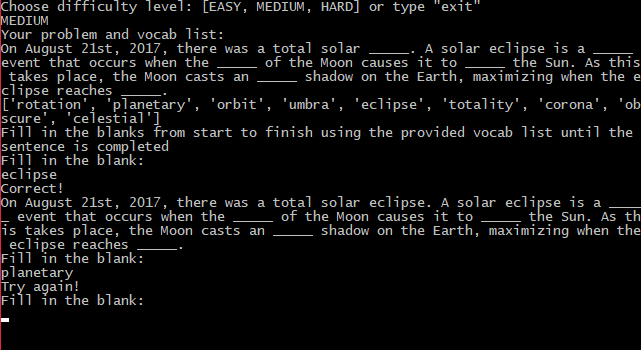 Choose difficulty level: [EASY, MEDIUM, HARD] or type "exit"
MEDIUM
Your problem and vocab list:
On August 21st, 2017, there was a total solar _____. A solar eclipse is a _____
event that occurs when the _____ of the Moon causes it to _____ the Sun. As this
 takes place, the Moon casts an _____ shadow on the Earth, maximizing when the e
clipse reaches _____.
['rotation', 'planetary', 'orbit', 'umbra', 'eclipse', 'totality', 'corona', 'ob
scure', 'celestial']
Fill in the blanks from start to finish using the provided vocab list until the
sentence is completed
Fill in the blank:
eclipse
Correct!
On August 21st, 2017, there was a total solar eclipse. A solar eclipse is a ____
_ event that occurs when the _____ of the Moon causes it to _____ the Sun. As th
is takes place, the Moon casts an _____ shadow on the Earth, maximizing when the
 eclipse reaches _____.
Fill in the blank:
planetary
Try again!
Fill in the blank: